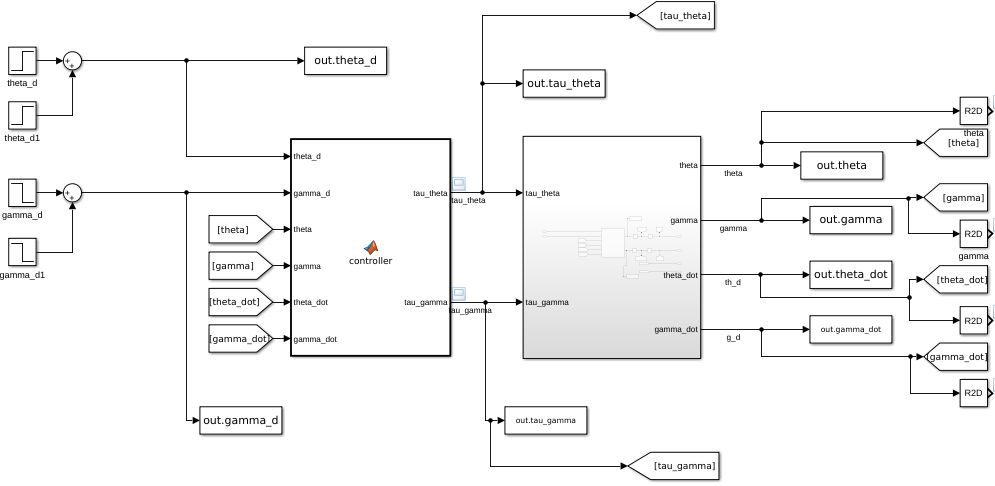 [tau_theta]
theta_d
+
+
out.theta_d
out.tau_theta
theta_d1
R2D
theta
[theta]
theta_d
theta
theta
out.theta
gamma_d
+
+
gamma_d
tau_theta
tau_theta
tau_theta
[gamma]
gamma
gamma
out.gamma
[theta]
theta
R2D
gamma
controller
[gamma]
gamma
gamma_d1
theta_dot
th_d
out.theta_dot
[theta_dot]
[theta_dot]
theta_dot
tau_gamma
tau_gamma
tau_gamma
R2D
[gamma_dot]
gamma_dot
gamma_dot
g_d
out.gamma_dot
[gamma_dot]
R2D
out.gamma_d
out.tau_gamma
[tau_gamma]